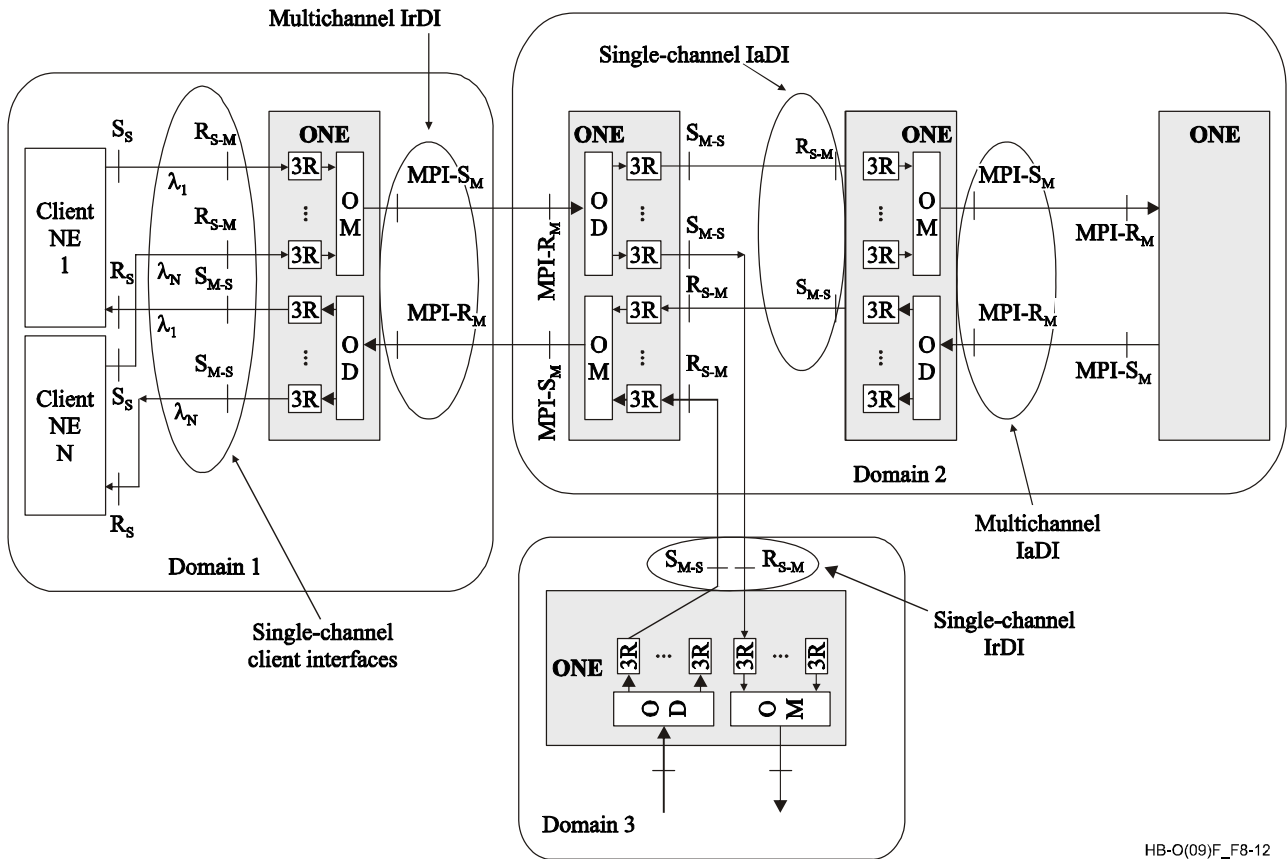 Multichannel IrDI
Single-channel IaDI
S_S
R_S-M
ONE
3R
...
3R
3R
...
3R
O
M
O
D
Client
NE
1
λ_1
R_S-M
λ_N
S_M-S
R_S
λ_1
S_M-S
S_S
λ_N
Client
NE
N
R_S
Domain 1
Single-channel
client interfaces
MPI-S_M
MPI-R_M
MPI-R_M
MPI-S_M
ONE
O
D
3R
...
3R
O
M
3R
...
3R
S_M-S
S_M-S
R_S-M
R_S-M
R_S-M
S_M-S
ONE
3R
...
3R
3R
...
3R
O
M
O
D
MPI-S_M
MPI-R_M
MPI-R_M
MPI-S_M
ONE
Domain 2
Multichannel
IaDI
S_M-S
R_S-M
Single-channel
IrDI
ONE
3R ... 3R 3R ... 3R
O D
O M
Domain 3
HB-O(09)F_F8-12